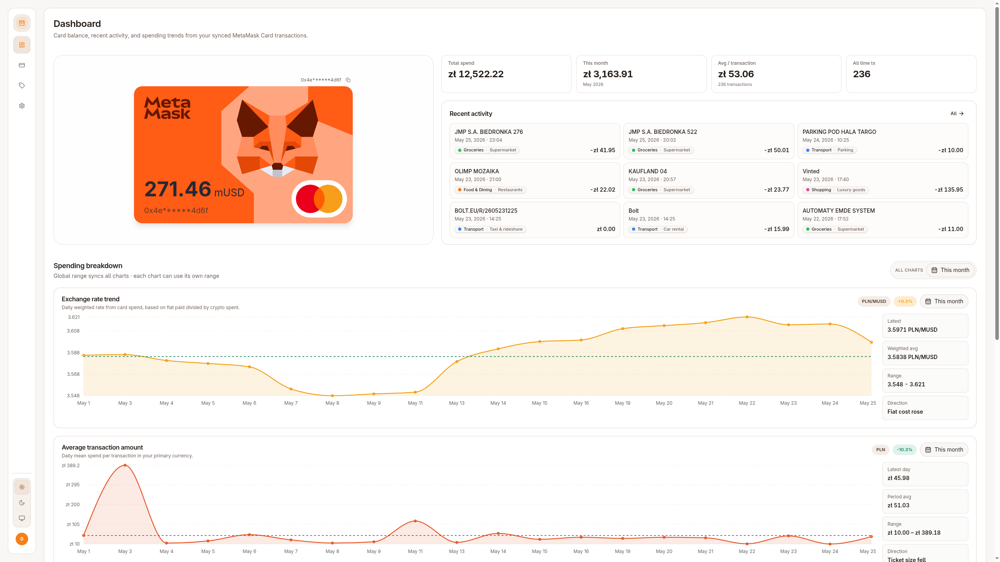 Dashboard
Card balance, recent activity, and spending trends from your synced MetaMask Card transactions.
0x4e*****4d6f
Meta
Mask
271.46 mUSD
0x4e*****4d6f
Total spend
zł 12,522.22
This month
zł 3,163.91
May 2026
Avg / transaction
zł 53.06
236 transactions
All time tx
236
Recent activity
All
JMP S.A. BIEDRONKA 276
May 25, 2026 · 23:04
Groceries · Supermarket
-zł 41.95
JMP S.A. BIEDRONKA 522
May 25, 2026 · 20:02
Groceries · Supermarket
-zł 50.01
PARKING POD HALA TARGO
May 24, 2026 · 10:25
Transport · Parking
-zł 10.00
OLIMP MOZAIKA
May 23, 2026 · 21:00
Food & Dining · Restaurants
-zł 22.02
KAUFLAND 04
May 23, 2026 · 20:57
Groceries · Supermarket
-zł 23.77
Vinted
May 23, 2026 · 17:40
Shopping · Luxury goods
-zł 135.95
BOLT.EU/R/2605231225
May 23, 2026 · 14:25
Transport · Taxi & rideshare
zł 0.00
Bolt
May 23, 2026 · 14:25
Transport · Car rental
-zł 15.99
AUTOMATY EMDE SYSTEM
May 22, 2026 · 17:52
Groceries · Supermarket
-zł 11.00
Spending breakdown
Global range syncs all charts · each chart can use its own range
ALL CHARTS
This month
Exchange rate trend
Daily weighted rate from card spend, based on fiat paid divided by crypto spent.
PLN/MUSD
+0.3%
This month
3.621
3.608
3.588
3.568
3.548
May 1 May 3 May 4 May 5 May 6 May 7 May 8 May 9 May 11 May 13 May 14 May 15 May 16 May 19 May 20 May 21 May 22 May 23 May 24 May 25
Latest
3.5971 PLN/MUSD
Weighted avg
3.5838 PLN/MUSD
Range
3.548 - 3.621
Direction
Fiat cost rose
Average transaction amount
Daily mean spend per transaction in your primary currency.
PLN
-10.3%
This month
zł 389.2
zł 295
zł 200
zł 105
zł 10
May 1 May 3 May 4 May 5 May 6 May 7 May 8 May 9 May 11 May 13 May 14 May 15 May 16 May 19 May 20 May 21 May 22 May 23 May 24 May 25
Latest day
zł 45.98
Period avg
zł 51.03
Range
zł 10.00 – zł 389.18
Direction
Ticket size fell
0